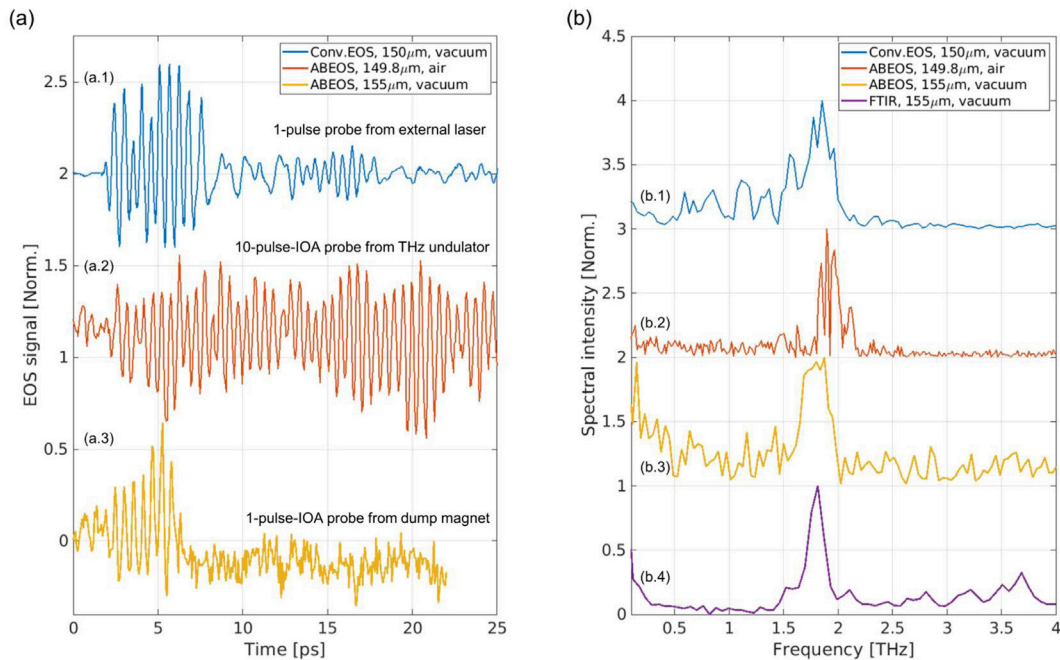 (a)
Conv.EOS, 150μm, vacuum
ABEOS, 149.8μm, air
ABEOS, 155μm, vacuum
(a.1)
1-pulse probe from external laser
10-pulse-IOA probe from THz undulator
(a.2)
(a.3)
1-pulse-IOA probe from dump magnet
EOS signal [Norm.]
2.5
2
1.5
1
0.5
0
0 5 10 15 20 25
Time [ps]
(b)
Conv.EOS, 150μm, vacuum
ABEOS, 149.8μm, air
ABEOS, 155μm, vacuum
FTIR, 155μm, vacuum
(b.1)
(b.2)
(b.3)
(b.4)
Spectral intensity [Norm.]
4.5
4
3.5
3
2.5
2
1.5
1
0.5
0
0.5 1 1.5 2 2.5 3 3.5 4
Frequency [THz]